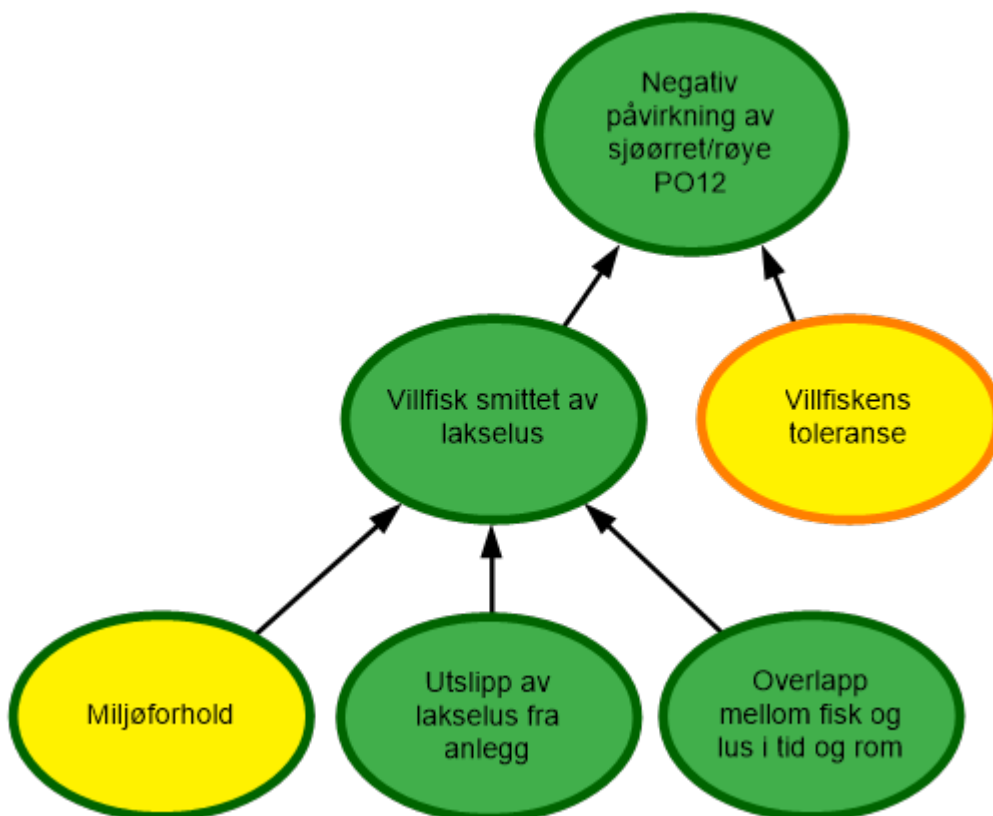 Negativ
påvirkning av
sjøørret/røye
PO12
Villfisk smittet av
lakselus
Villfiskens
toleranse
Miljøforhold
Utslipp av
lakselus fra
anlegg
Overlapp
mellom fisk og
lus i tid og rom